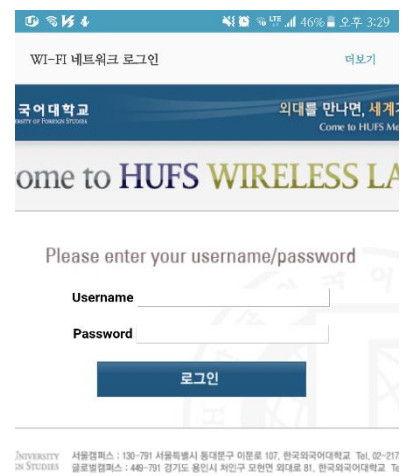 LTE 46% 오후 3:29
WI-FI 네트워크 로그인 더보기
국어대학교
외대를 만나면, 세계
Come to HUFS Me
ome to HUFS WIRELESS LA
Please enter your username/password
Username
Password
로그인
UNIVERSITY 서울캠퍼스 : 130-791 서울특별시 동대문구 이문로 107, 한국외국어대학교 Tel. 02-217
GN STUDIES 글로벌캠퍼스 : 449-791 경기도 용인시 처인구 모현면 외대로 81, 한국외국어대학교 Te